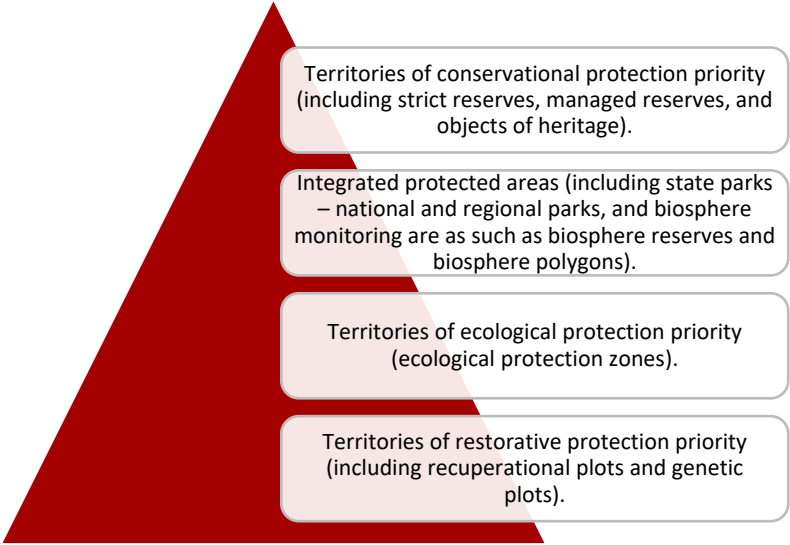 Territories of conservational protection priority
(including strict reserves, managed reserves, and
objects of heritage).
Integrated protected areas (including state parks
– national and regional parks, and biosphere
monitoring are as such as biosphere reserves and
biosphere polygons).
Territories of ecological protection priority
(ecological protection zones).
Territories of restorative protection priority
(including recuperational plots and genetic
plots).